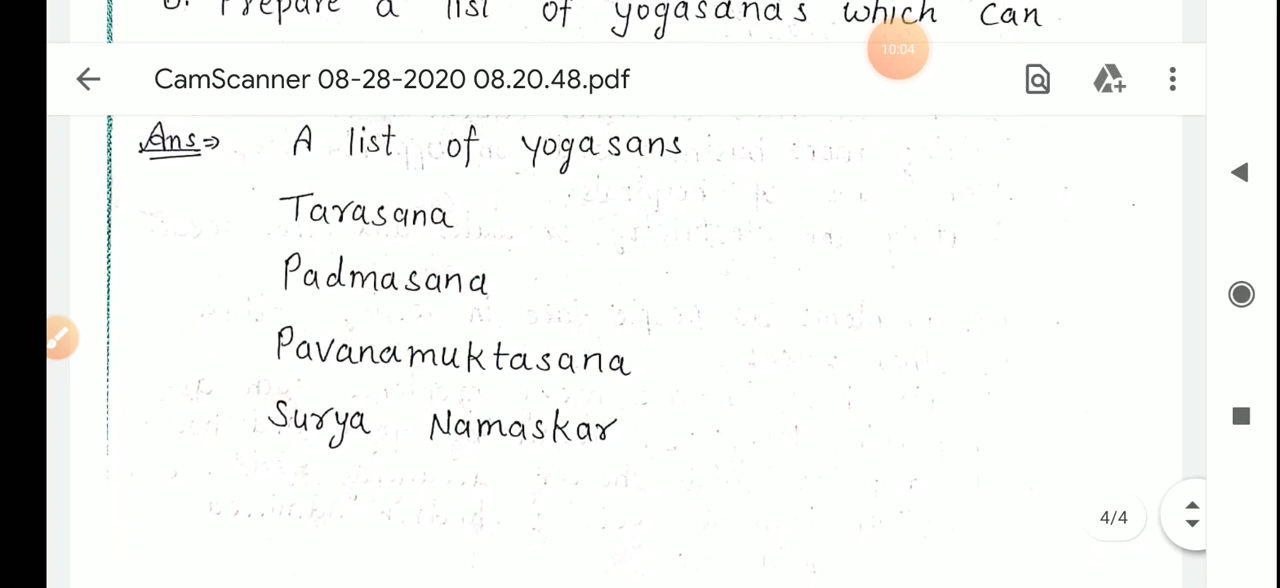 Prepare a list of yogasanas which can
10:04
CamScanner 08-28-2020 08.20.48.pdf
Ans⇒ A list of yogasans
Tarasana
Padmasana
Pavanamuktasana
Surya Namaskar
4/4